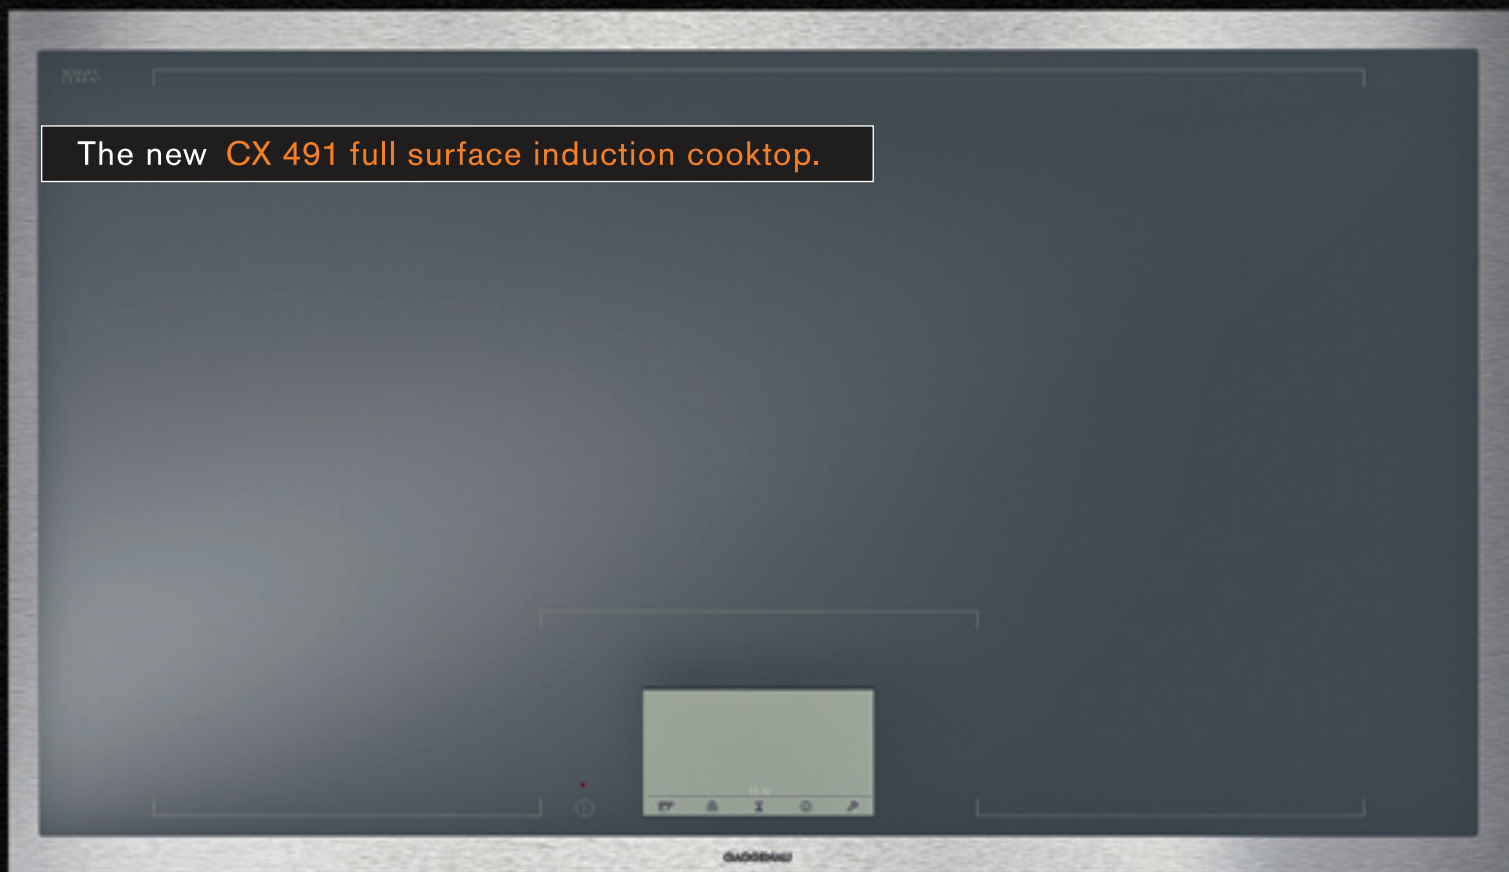 The new CX 491 full surface induction cooktop.
GAGGENAU